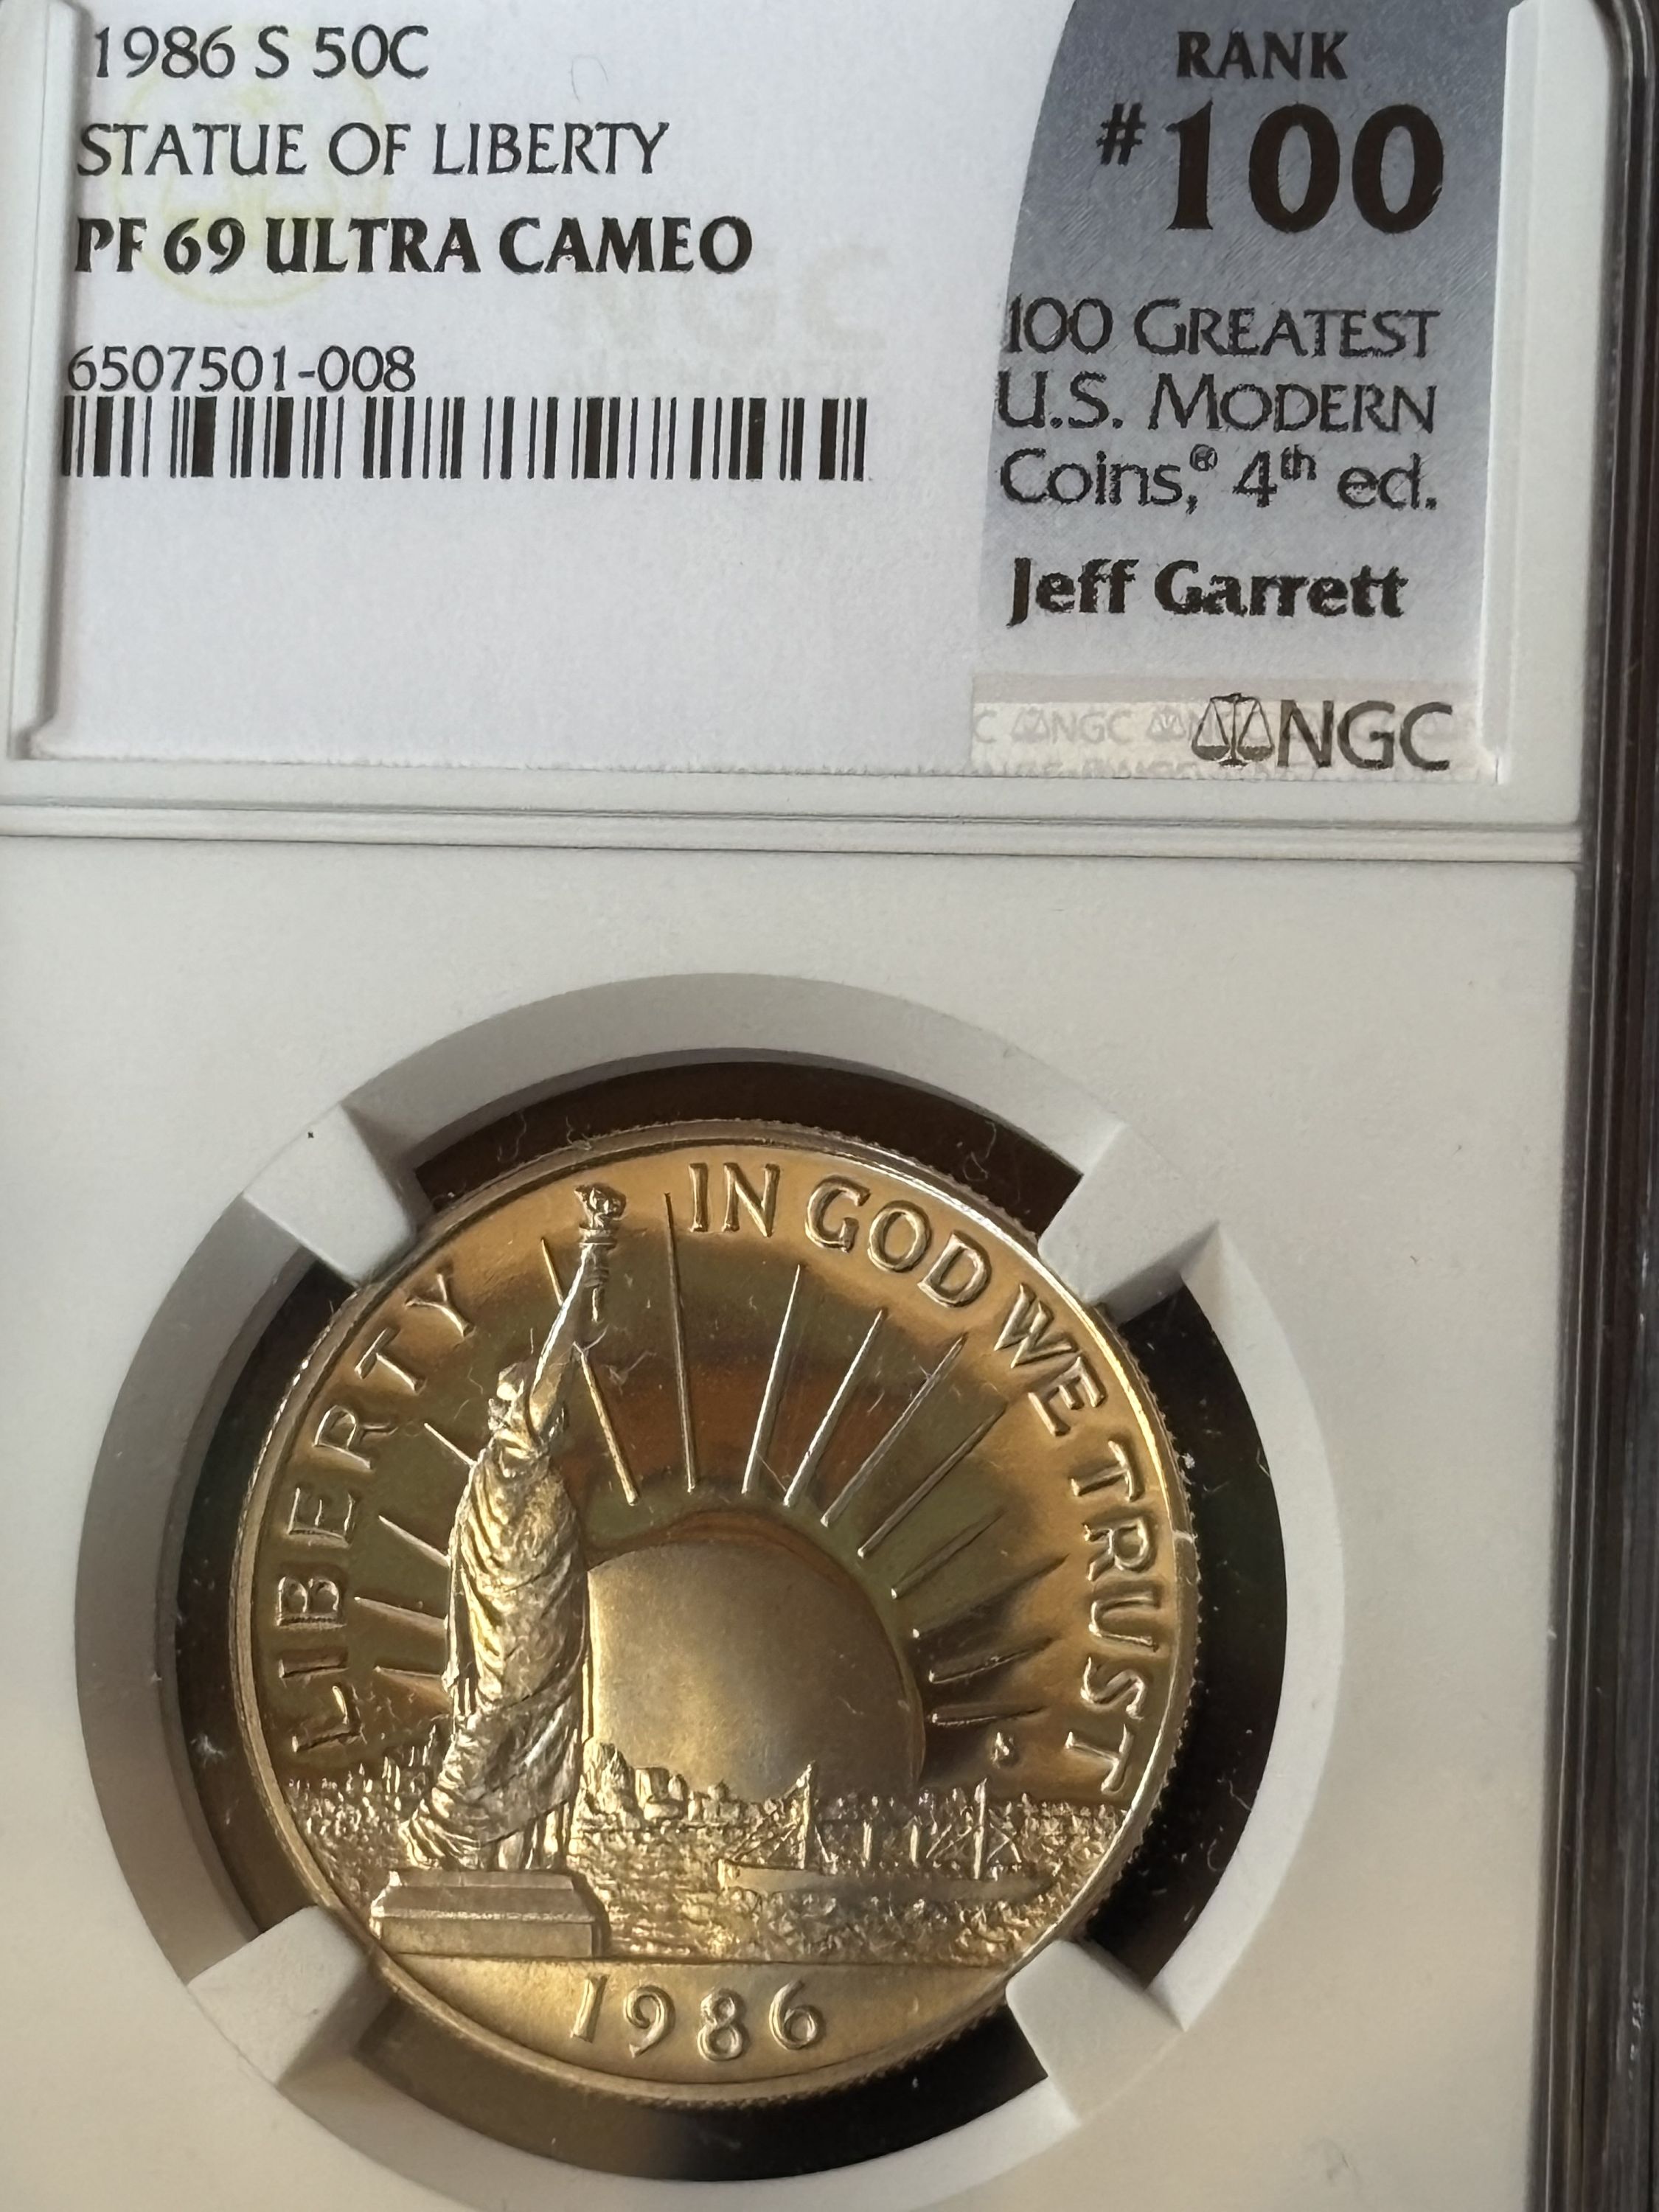 1986 S 50C
STATUE OF LIBERTY
PF 69 ULTRA CAMEO
6507501-008
RANK
#100
100 GREATEST
U.S. MODERN
Coins,® 4th ed.
Jeff Garrett
NGC
LIBERTY
IN GOD WE TRUST
1986